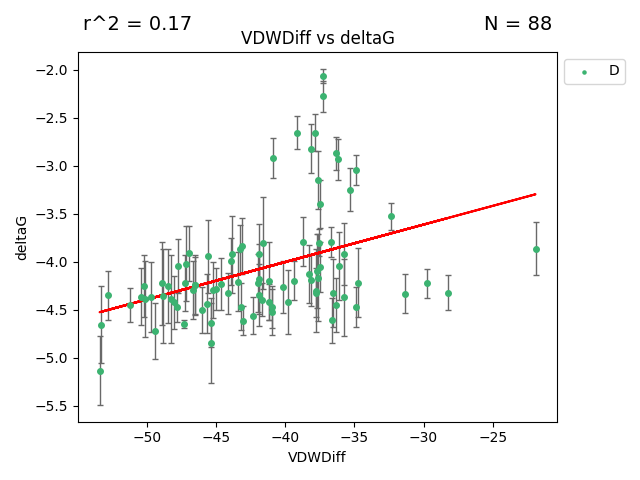 r^2 = 0.17
N = 88
VDWDiff vs deltaG
D
−2.0
−2.5
−3.0
−3.5
−4.0
−4.5
−5.0
−5.5
deltaG
−50
−45
−40
−35
−30
−25
VDWDiff